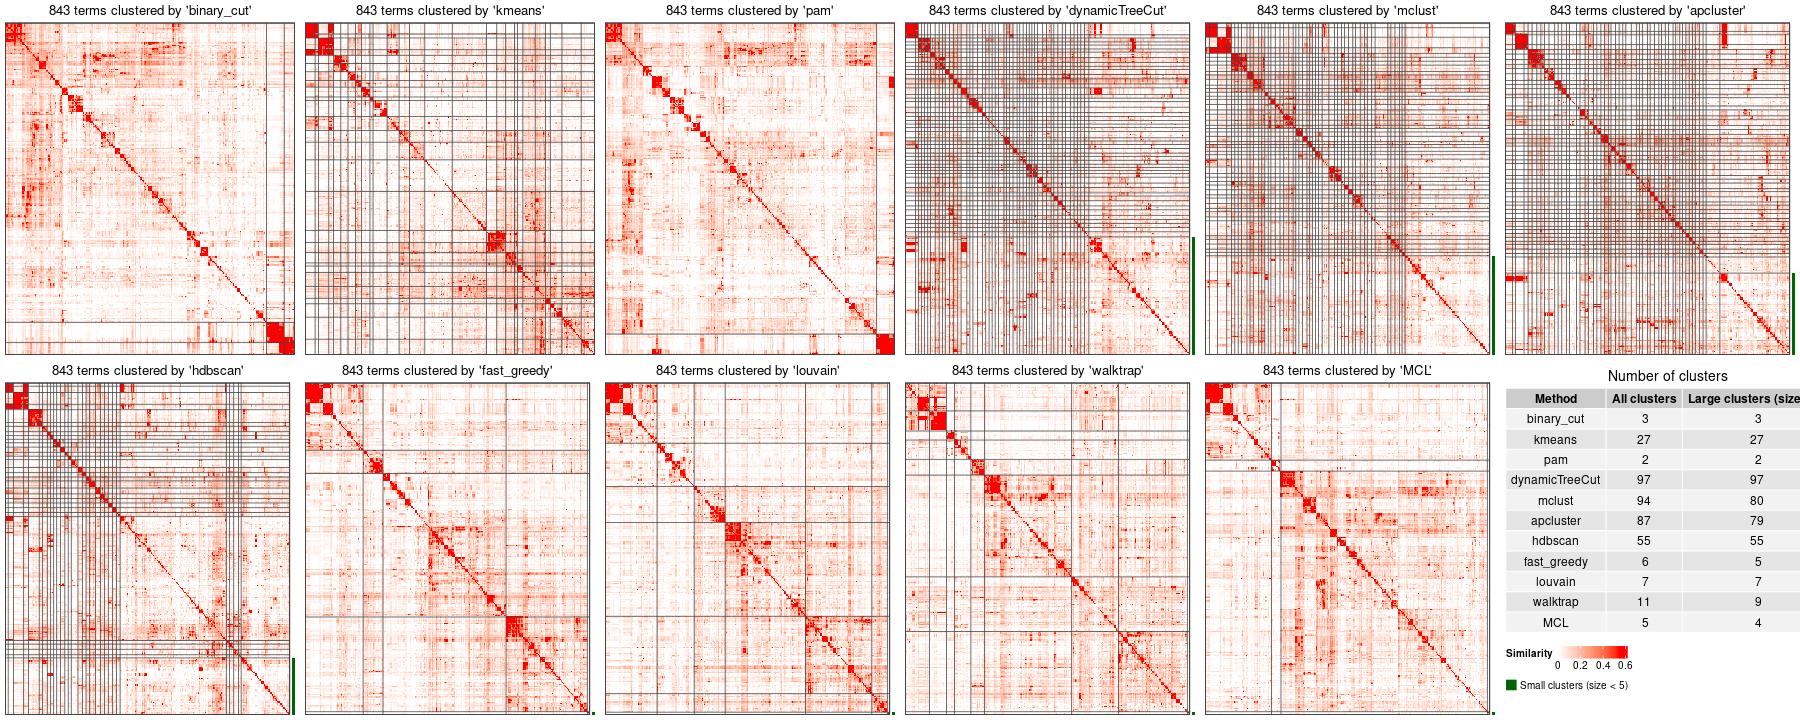 843 terms clustered by 'binary_cut'
843 terms clustered by 'kmeans'
843 terms clustered by 'pam'
843 terms clustered by 'dynamicTreeCut'
843 terms clustered by 'mclust'
843 terms clustered by 'apcluster'
843 terms clustered by 'hdbscan'
843 terms clustered by 'fast_greedy'
843 terms clustered by 'louvain'
843 terms clustered by 'walktrap'
843 terms clustered by 'MCL'
Number of clusters
Method All clusters Large clusters (size
binary_cut 3 3
kmeans 27 27
pam 2 2
dynamicTreeCut 97 97
mclust 94 80
apcluster 87 79
hdbscan 55 55
fast_greedy 6 5
louvain 7 7
walktrap 11 9
MCL 5 4
Similarity
0 0.2 0.4 0.6
Small clusters (size < 5)